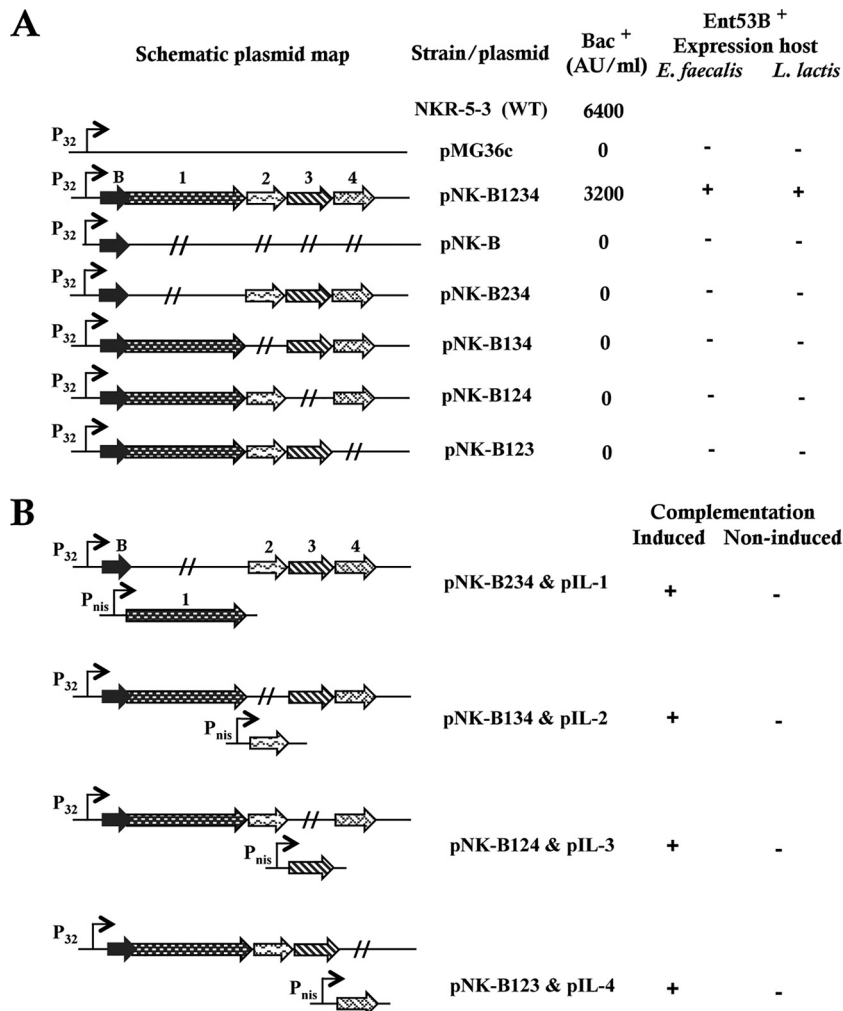 A
Schematic plasmid map Strain/plasmid Bac + (AU/ml) Ent53B + Expression host
E. faecalis L. lactis
NKR-5-3 (WT) 6400
P32 pMG36c 0 - -
B 1 2 3 4
P32 pNK-B1234 3200 + +
P32 // // // // pNK-B 0 - -
P32 // pNK-B234 0 - -
P32 // pNK-B134 0 - -
P32 // pNK-B124 0 - -
P32 // pNK-B123 0 - -
B
Complementation
Induced Non-induced
B 2 3 4
P32 //
pNK-B234 & pIL-1 + -
Pnis 1
P32 //
pNK-B134 & pIL-2 + -
Pnis
P32 //
pNK-B124 & pIL-3 + -
Pnis
P32 //
pNK-B123 & pIL-4 + -
Pnis